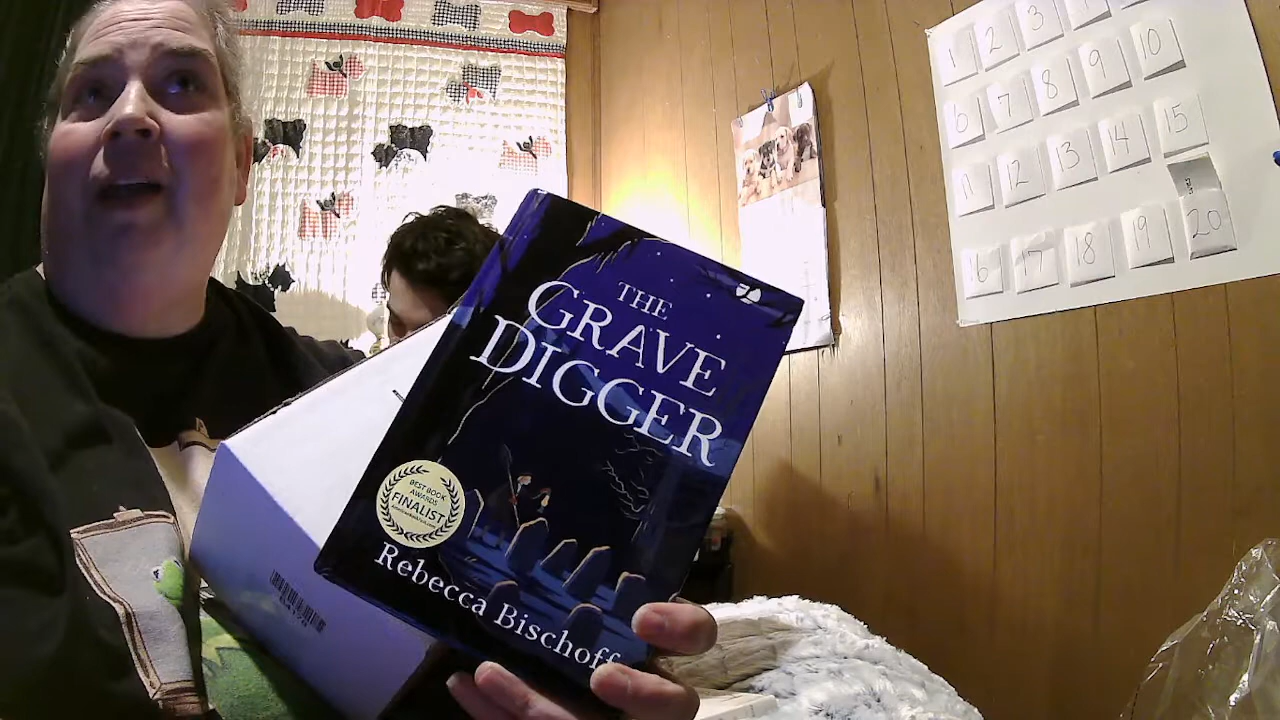 THE
GRAVE
DIGGER
BEST BOOK
AWARDS
FINALIST
Rebecca Bischoff
1 2 3
6 7 8 9 10
11 12 13 14 15
16 17 18 19 20